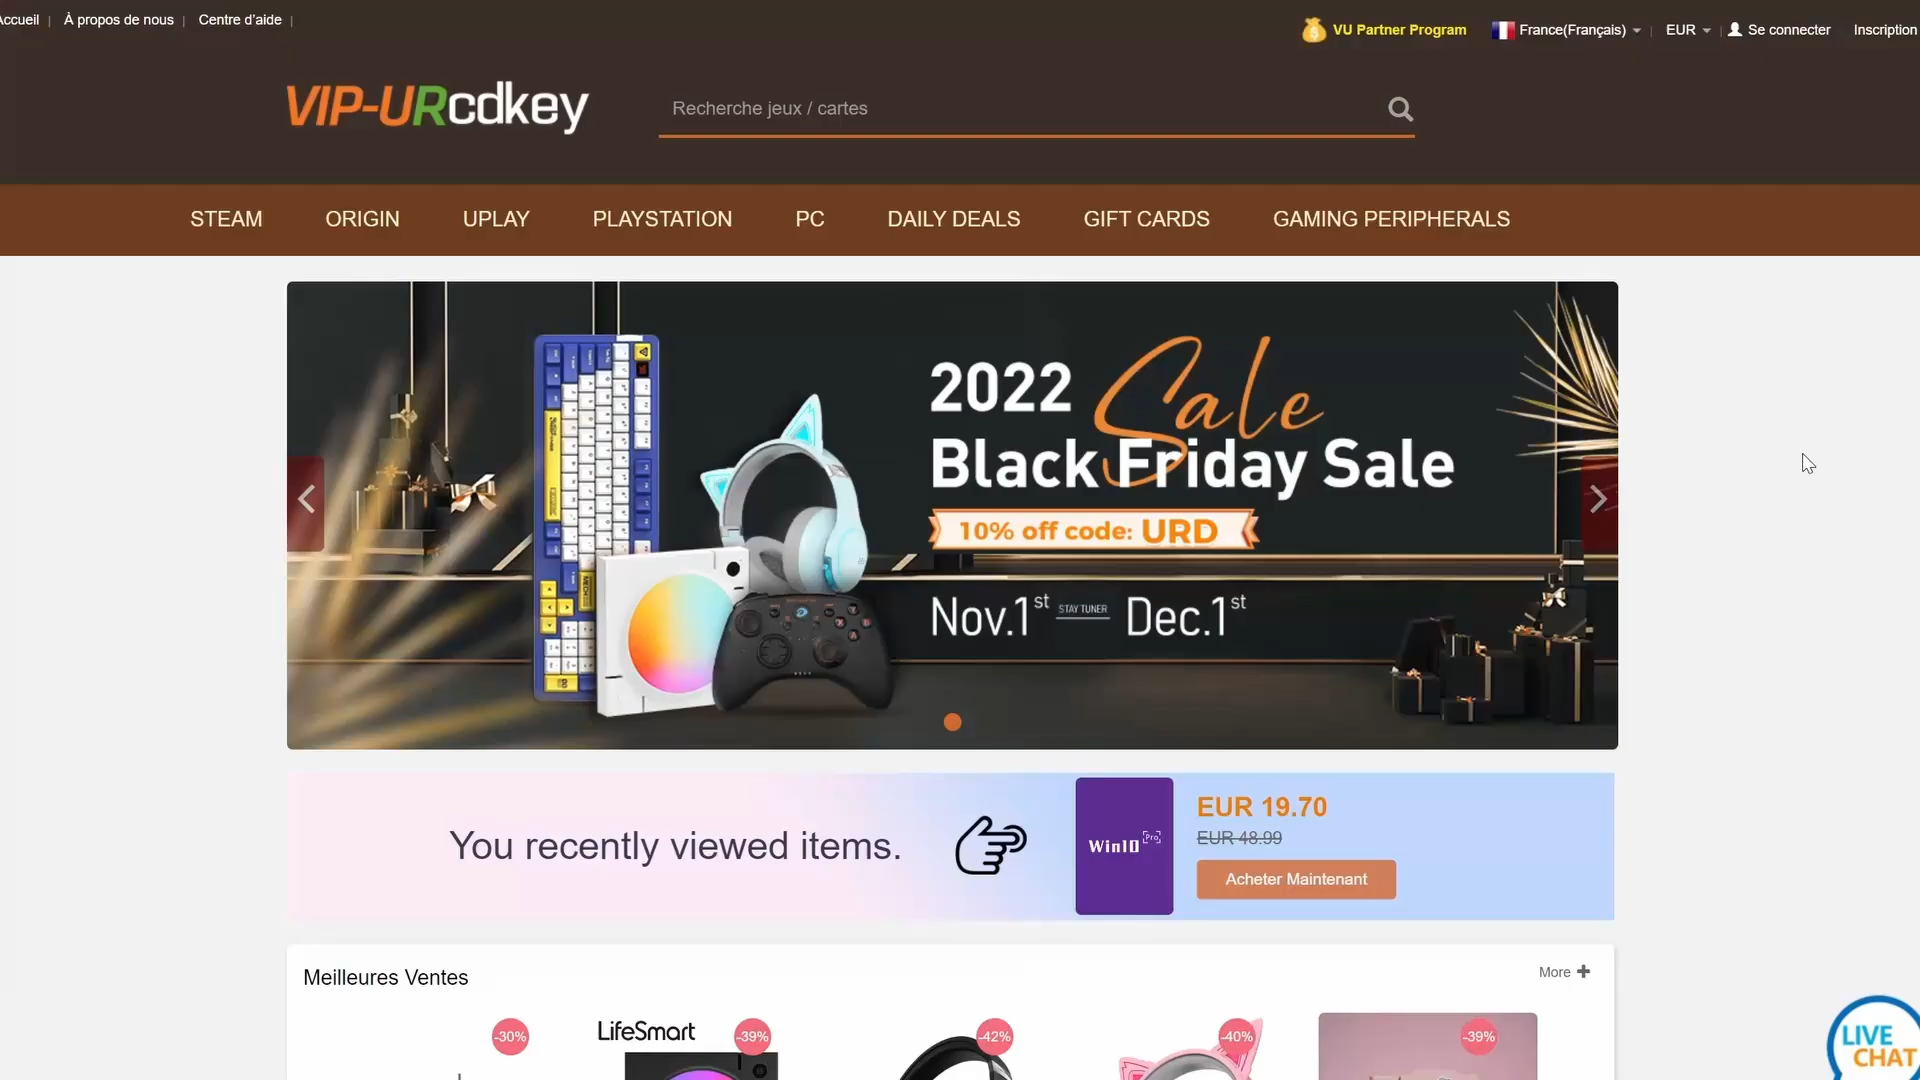 Accueil | À propos de nous | Centre d'aide |
VU Partner Program France(Français) | EUR | Se connecter Inscription
VIP-URcdkey
Recherche jeux / cartes
STEAM ORIGIN UPLAY PLAYSTATION PC DAILY DEALS GIFT CARDS GAMING PERIPHERALS
2022 Sale
Black Friday Sale
10% off code: URD
Nov.1st STAY TUNER Dec.1st
You recently viewed items.
Win10 Pro
EUR 19.70
EUR 48.99
Acheter Maintenant
Meilleures Ventes
More +
-30%
LifeSmart
-39%
-42%
-40%
-39%
LIVE
CHAT